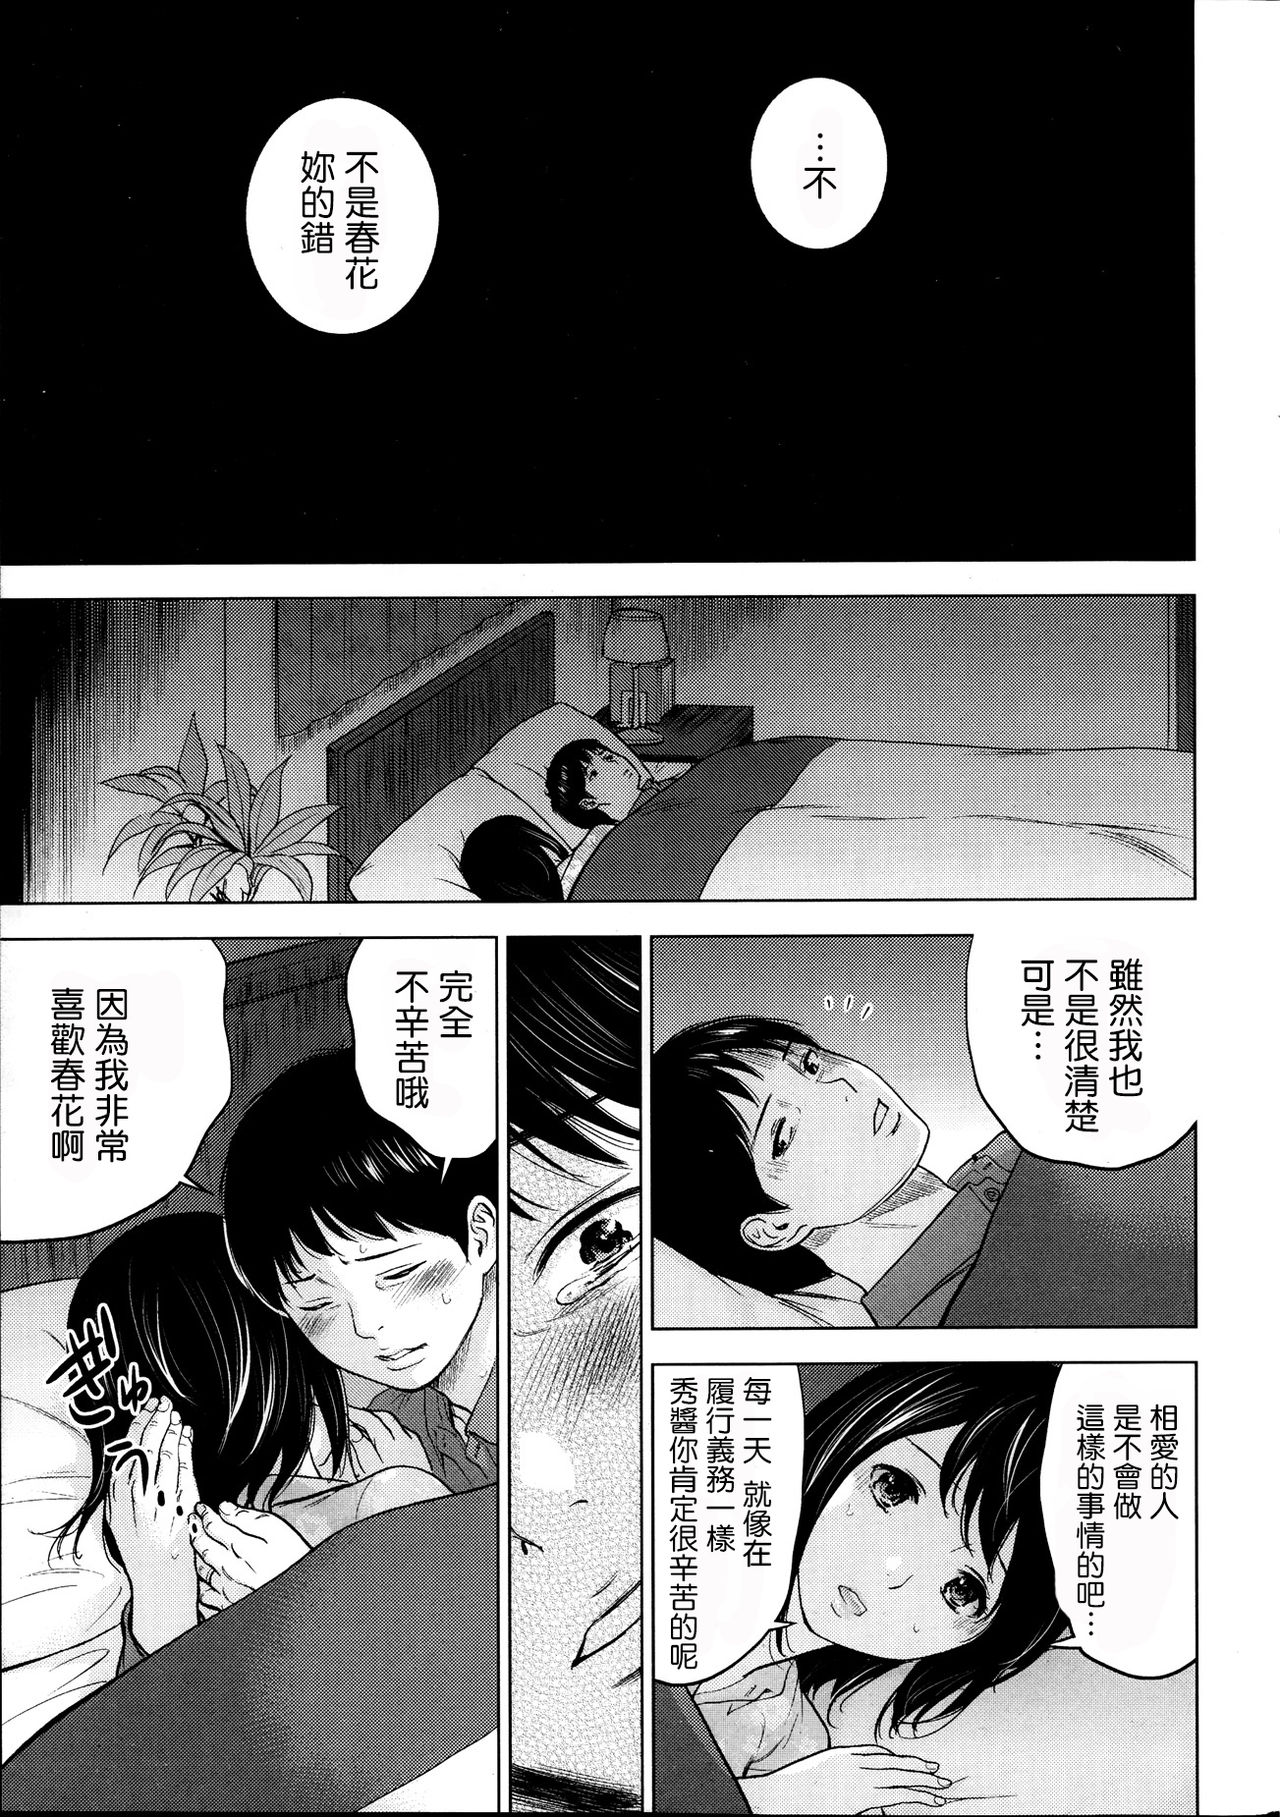 …不
不是春花
妳的錯
雖然我也
不是很清楚
可是…
相愛的人
是不會做
這樣的事情的吧…
每一天 就像在
履行義務一樣
秀醬你肯定很辛苦的呢
完全
不辛苦哦
因為我非常
喜歡春花啊
ぎゅう